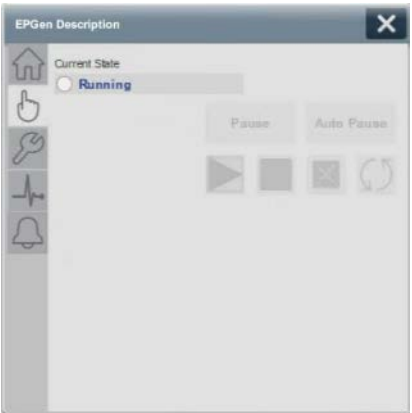 EPGen Description
Current State
Running
Pause Auto Pause